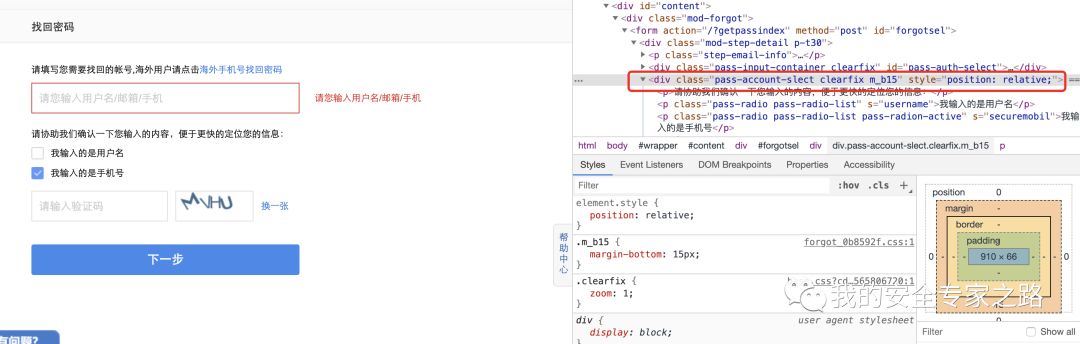 找回密码
请填写您需要找回的帐号,海外用户请点击海外手机号找回密码
请您输入用户名/邮箱/手机
请您输入用户名/邮箱/手机
请协助我们确认一下您输入的内容，便于更快的定位您的信息：
我输入的是用户名
我输入的是手机号
请输入验证码
MVHU
换一张
下一步
帮助中心
有问题?
<div id="content">
<div class="mod-forgot">
<form action="/?getpassindex" method="post" id="forgotsel">
<div class="mod-step-detail p-t30">
<p class="step-email-info">…</p>
<div class="pass-input-container clearfix" id="pass-auth-select">…</div>
… <div class="pass-account-slect clearfix m_b15" style="position: relative;"> ==
<p>请协助我们确认一下您输入的内容，便于更快的定位您的信息：</p>
<p class="pass-radio pass-radio-list" s="username">我输入的是用户名</p>
<p class="pass-radio pass-radio-list pass-radion-active" s="securemobil">我输
入的是手机号</p>
html body #wrapper #content div #forgotsel div div.pass-account-slect.clearfix.m_b15 p
Styles Event Listeners DOM Breakpoints Properties Accessibility
Filter :hov .cls +
element.style {
position: relative;
}
.m_b15 { forgot_0b8592f.css:1
margin-bottom: 15px;
}
.clearfix { .css?cd_565806720:1
zoom: 1;
}
div { user agent stylesheet
display: block;
}
position 0
margin -
border -
padding -
0 - - - 910 × 66 - - - 0
-
-
15
0
Filter Show all
我的安全专家之路